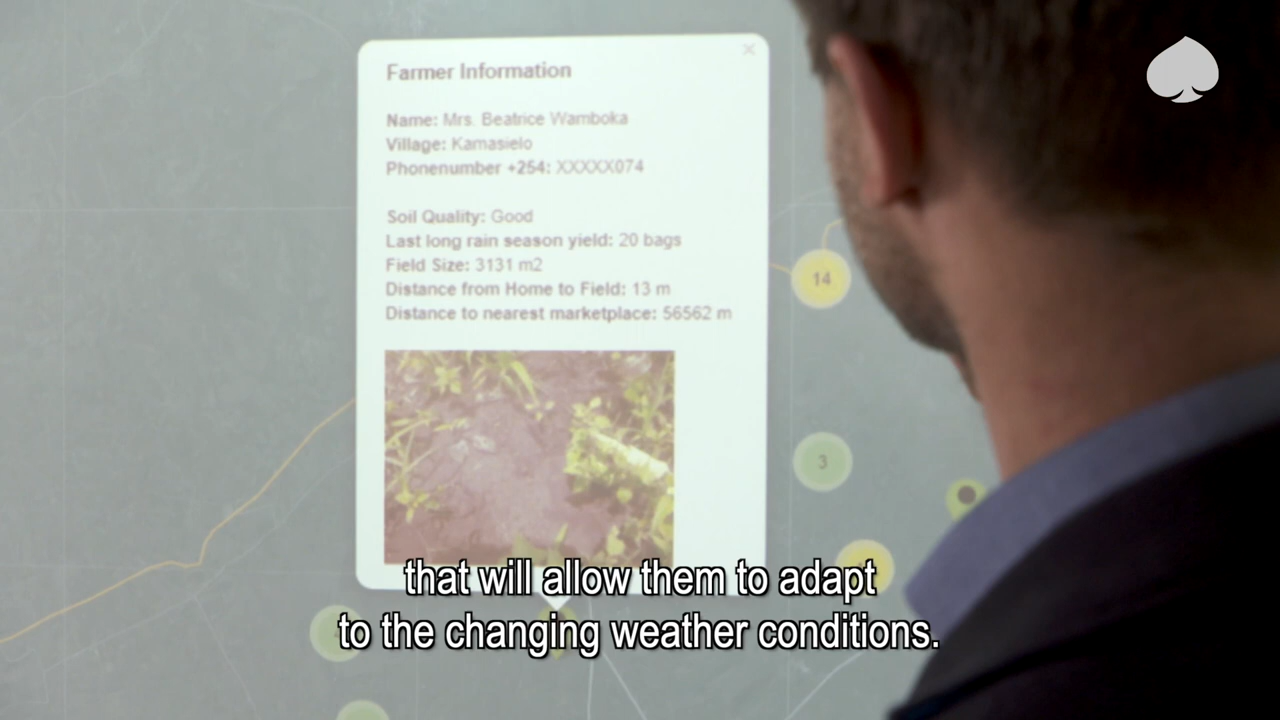 Farmer Information
Name: Mrs. Beatrice Wamboka
Village: Kamasielo
Phonenumber +254: XXXXX074
Soil Quality: Good
Last long rain season yield: 20 bags
Field Size: 3131 m2
Distance from Home to Field: 13 m
Distance to nearest marketplace: 56562 m
14
3
that will allow them to adapt
to the changing weather conditions.